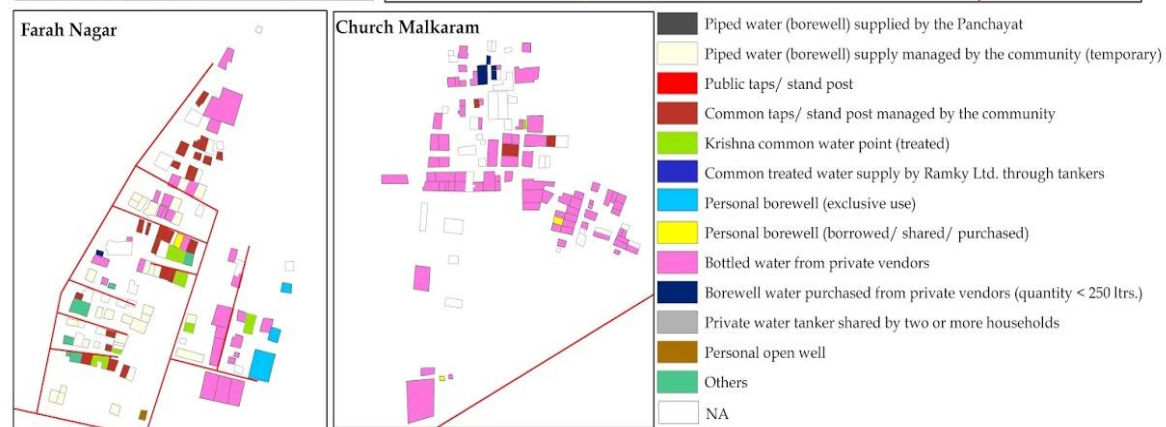 Farah Nagar
Church Malkaram
Piped water (borewell) supplied by the Panchayat
Piped water (borewell) supply managed by the community (temporary)
Public taps/ stand post
Common taps/ stand post managed by the community
Krishna common water point (treated)
Common treated water supply by Ramky Ltd. through tankers
Personal borewell (exclusive use)
Personal borewell (borrowed/ shared/ purchased)
Bottled water from private vendors
Borewell water purchased from private vendors (quantity < 250 ltrs.)
Private water tanker shared by two or more households
Personal open well
Others
NA